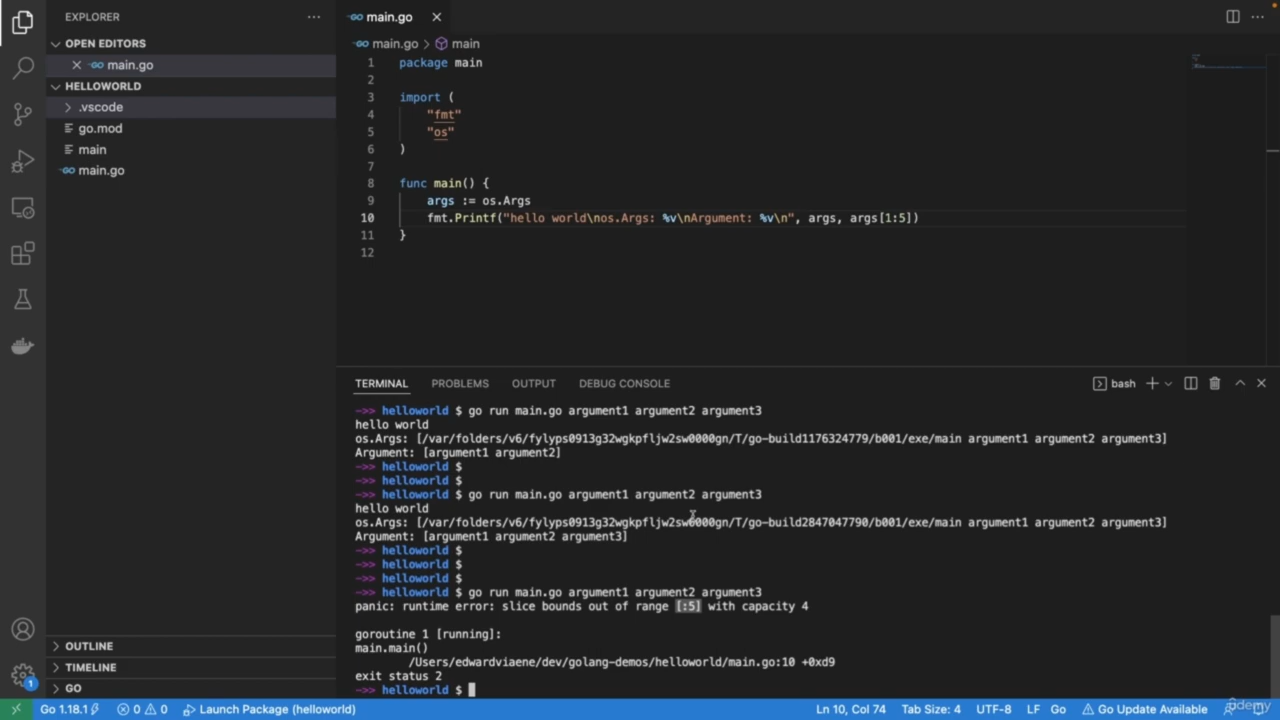 EXPLORER
OPEN EDITORS
main.go
HELLOWORLD
.vscode
go.mod
main
main.go
OUTLINE
TIMELINE
GO
1
main.go
main.go > main
1 package main
2
3 import (
4 "fmt"
5 "os"
6 )
7
8 func main() {
9 args := os.Args
10 fmt.Printf("hello world\nos.Args: %v\nArgument: %v\n", args, args[1:5])
11 }
12
TERMINAL PROBLEMS OUTPUT DEBUG CONSOLE bash
->> helloworld $ go run main.go argument1 argument2 argument3
hello world
os.Args: [/var/folders/v6/fylyps0913g32wgkpfljw2sw0000gn/T/go-build1176324779/b001/exe/main argument1 argument2 argument3]
Argument: [argument1 argument2]
->> helloworld $
->> helloworld $
->> helloworld $ go run main.go argument1 argument2 argument3
hello world
os.Args: [/var/folders/v6/fylyps0913g32wgkpfljw2sw0000gn/T/go-build2847047790/b001/exe/main argument1 argument2 argument3]
Argument: [argument1 argument2 argument3]
->> helloworld $
->> helloworld $
->> helloworld $
->> helloworld $ go run main.go argument1 argument2 argument3
panic: runtime error: slice bounds out of range [:5] with capacity 4
goroutine 1 [running]:
main.main()
/Users/edwardviaene/dev/golang-demos/helloworld/main.go:10 +0xd9
exit status 2
->> helloworld $
Go 1.18.1 0 0 Launch Package (helloworld) Ln 10, Col 74 Tab Size: 4 UTF-8 LF Go Go Update Available
ûdemy